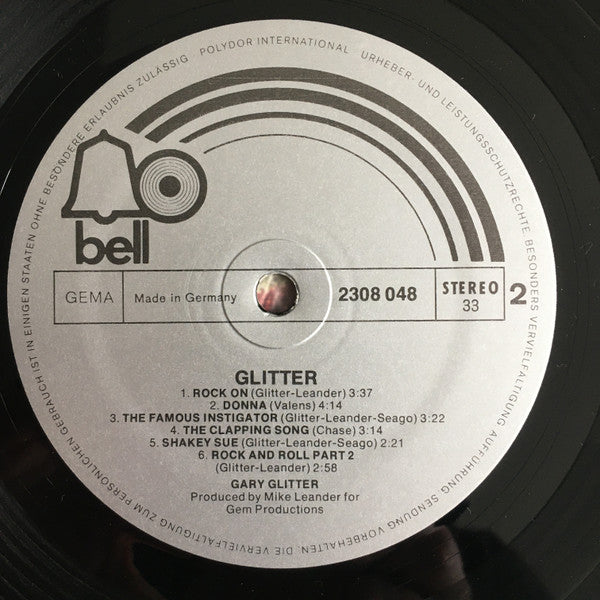 URHEBER- UND LEISTUNGSSCHUTZRECHTE, BESONDERS VERVIELFÄLTIGUNG, AUFFÜHRUNG, SENDUNG VORBEHALTEN. DIE VERVIELFÄLTIGUNG ZUM PERSÖNLICHEN GEBRAUCH IST IN EINIGEN STAATEN OHNE BESONDERE ERLAUBNIS ZULÄSSIG · POLYDOR INTERNATIONAL ·
bell
GEMA Made in Germany 2308 048 STEREO 2
33
GLITTER
1. ROCK ON (Glitter-Leander) 3:37
2. DONNA (Valens) 4:14
3. THE FAMOUS INSTIGATOR (Glitter-Leander-Seago) 3:22
4. THE CLAPPING SONG (Chase) 3:14
5. SHAKEY SUE (Glitter-Leander-Seago) 2:21
6. ROCK AND ROLL PART 2
(Glitter-Leander) 2:58
GARY GLITTER
Produced by Mike Leander for
Gem Productions